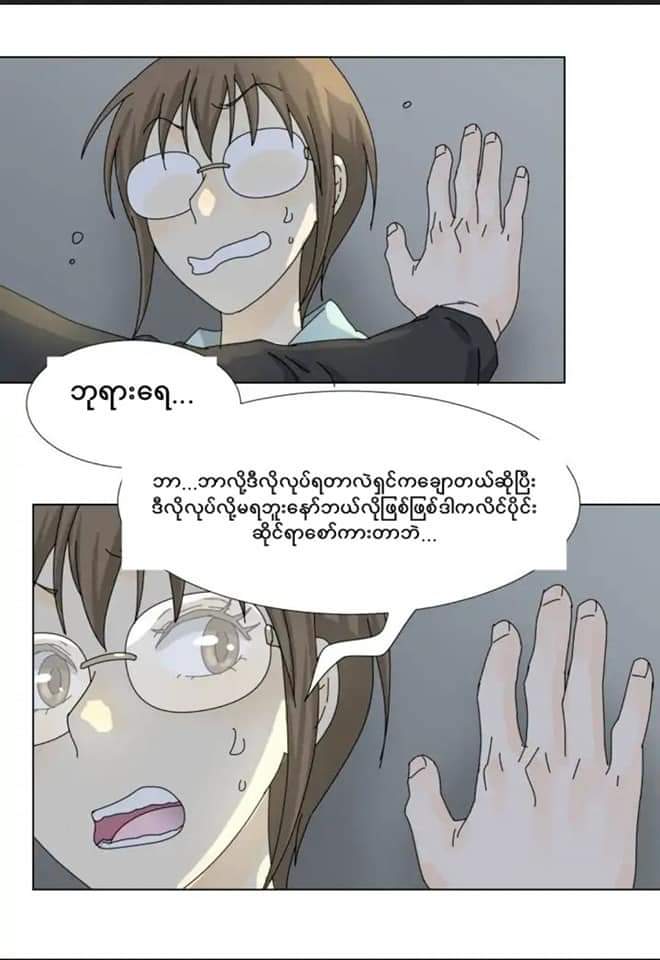 ဘုရားရေ...
ဘာ...ဘာလို့ဒီလိုလုပ်ရတာလဲရှင်ကချောတယ်ဆိုပြီး
ဒီလိုလုပ်လို့မရဘူးနော်ဘယ်လိုဖြစ်ဖြစ်ဒါကလိင်ပိုင်း
ဆိုင်ရာစော်ကားတာဘဲ...